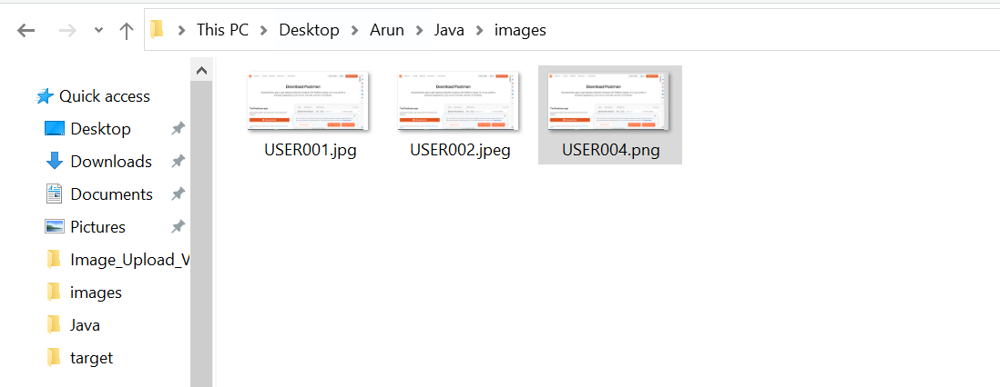 This PC > Desktop > Arun > Java > images
Quick access
Desktop
Downloads
Documents
Pictures
Image_Upload_V
images
Java
target
Download Postman
Download Postman
Download Postman
USER001.jpg
USER002.jpeg
USER004.png